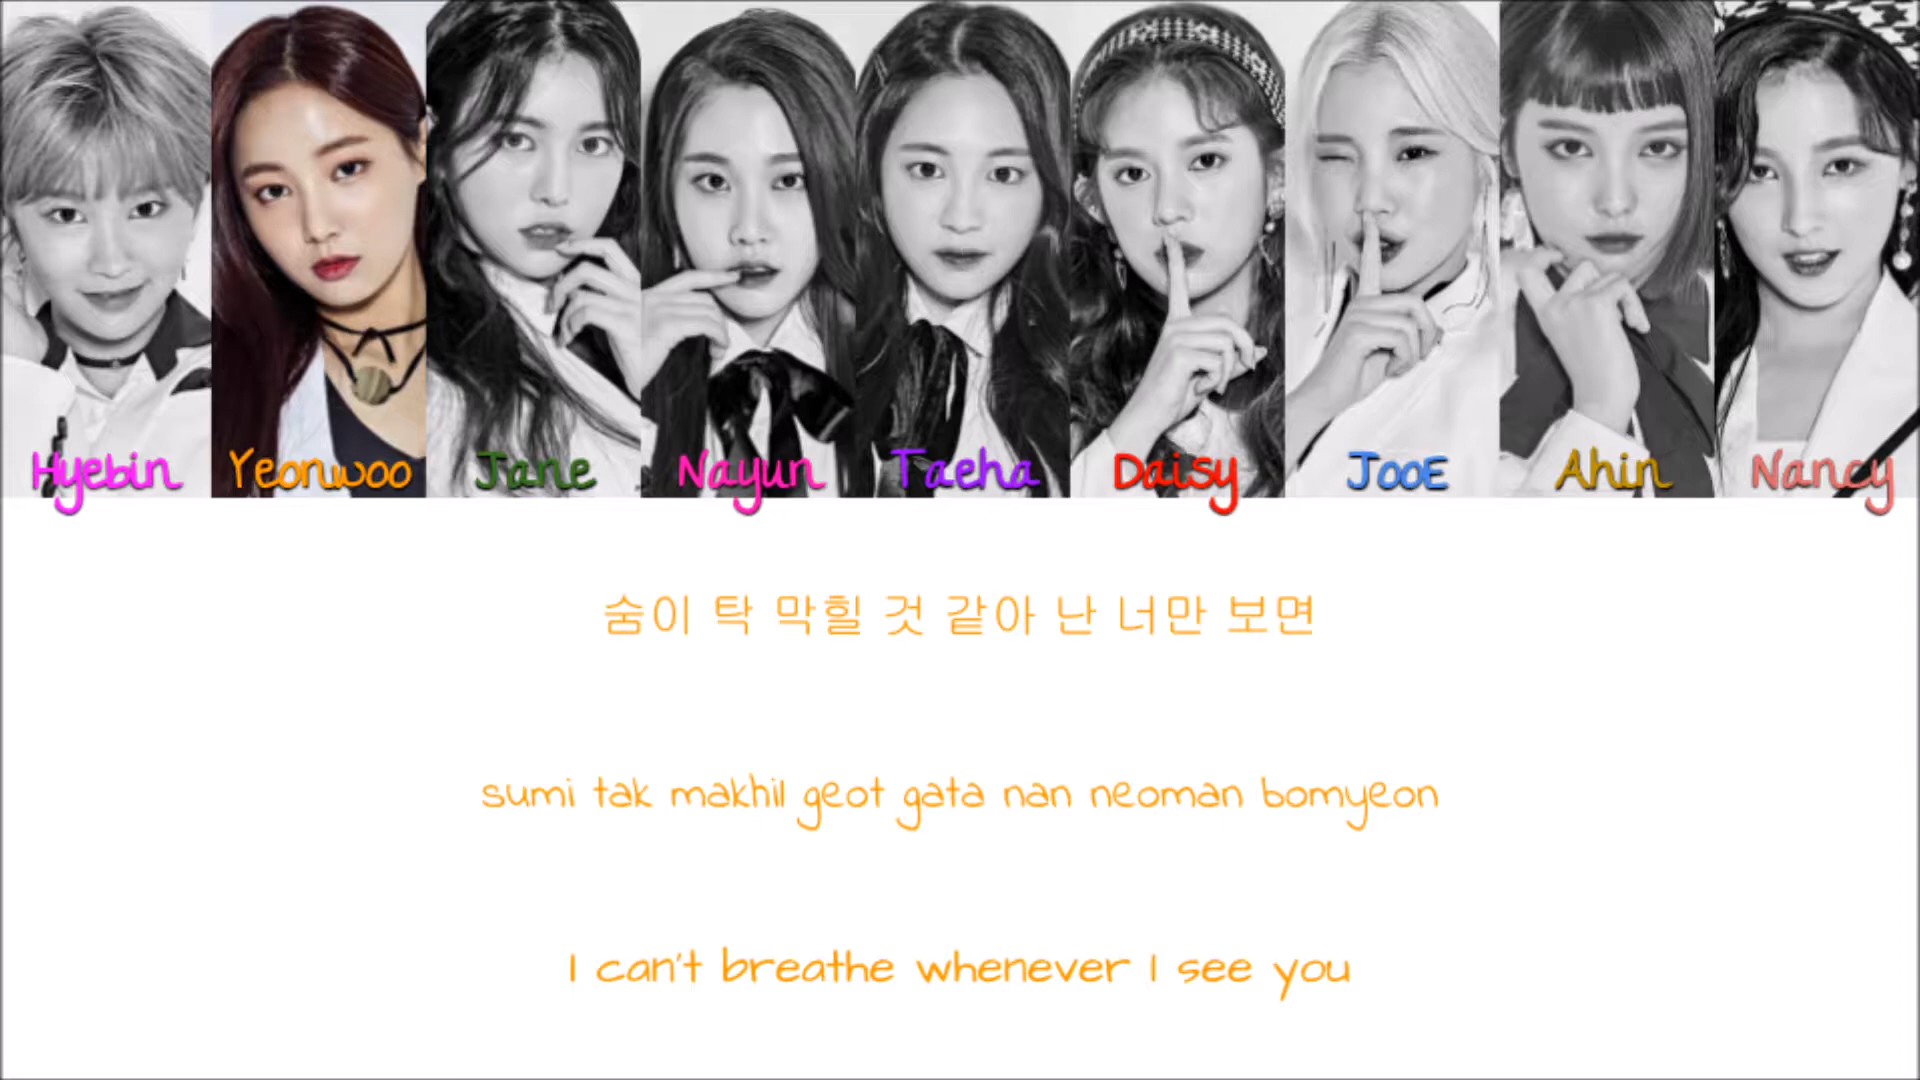 Hyebin Yeonwoo Jane Nayun Taeha Daisy JooE Ahin Nancy
숨이 탁 막힐 것 같아 난 너만 보면
sumi tak makhil geot gata nan neoman bomyeon
I can't breathe whenever I see you